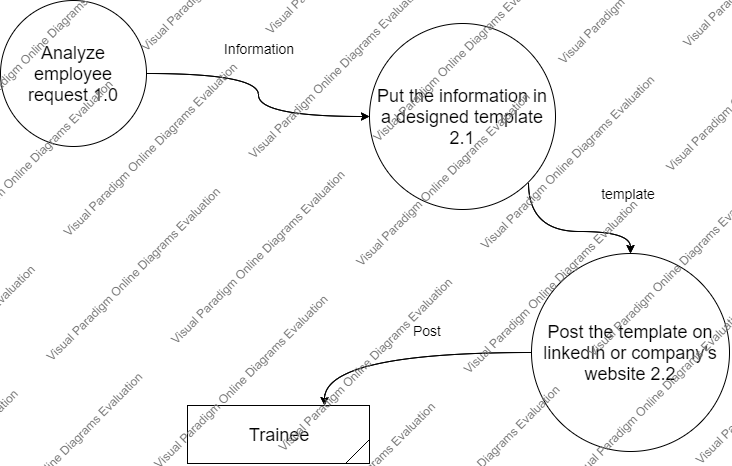 Analyze
employee
request 1.0
Information
Put the information in
a designed template
2.1
template
Post the template on
linkedIn or company's
website 2.2
Post
Trainee
Visual Paradigm Online Diagrams Evaluation